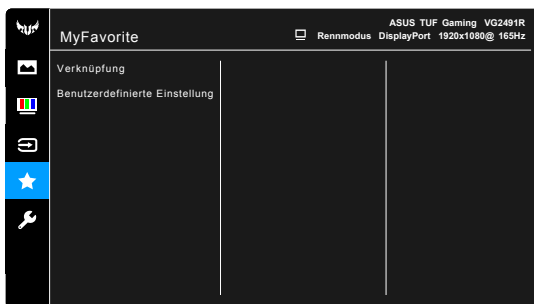 ASUS TUF Gaming VG2491R
MyFavorite
Rennmodus DisplayPort 1920x1080@ 165Hz
Verknüpfung
Benutzerdefinierte Einstellung